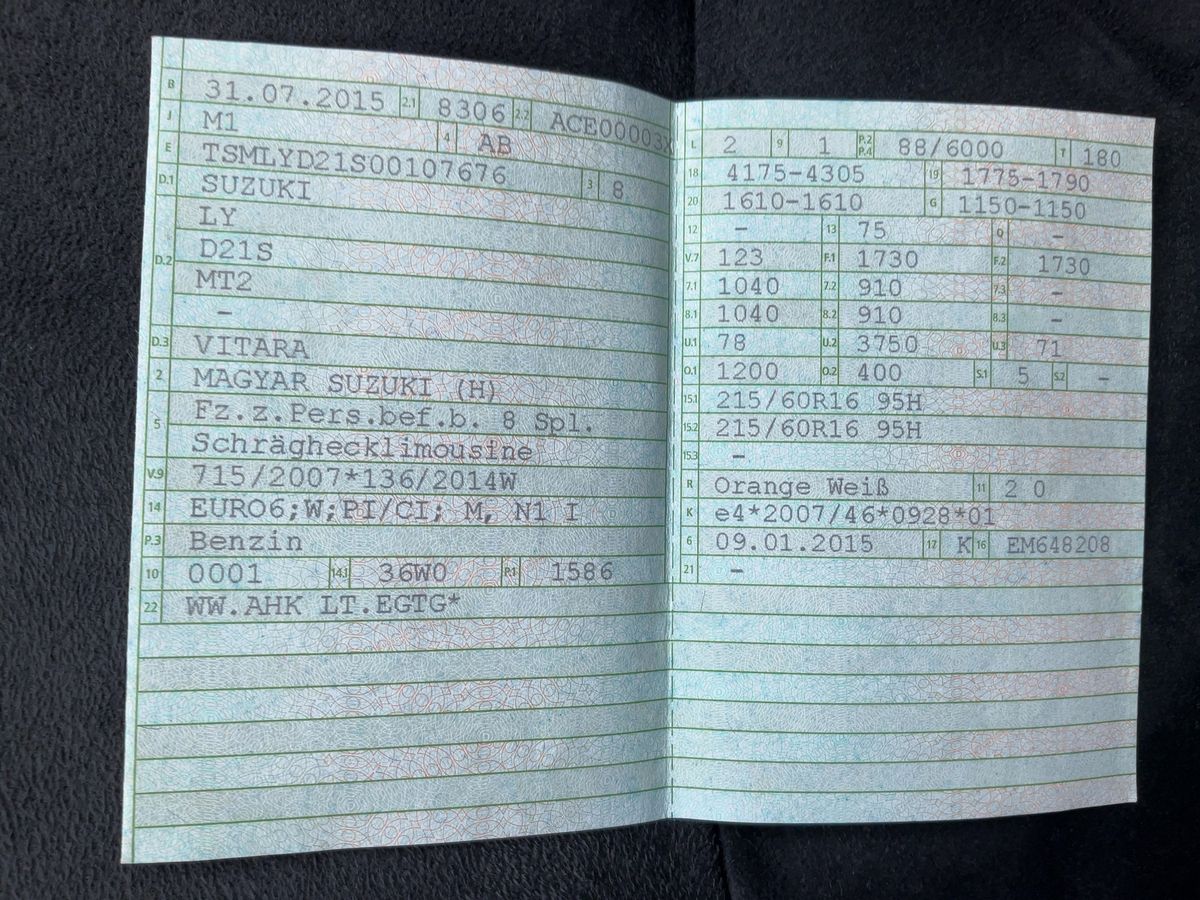 B 31.07.2015 2.1 8306 2.2 ACE00003X
J M1 4 AB
E TSMLYD21S00107676 3 8
D.1 SUZUKI
LY
D.2 D21S
MT2
–
D.3 VITARA
2 MAGYAR SUZUKI (H)
5 Fz.z.Pers.bef.b. 8 Spl.
Schräghecklimousine
V.9 715/2007*136/2014W
14 EURO6;W;PI/CI; M, N1 I
P.3 Benzin
10 0001 14.1 36W0 P.1 1586
22 WW.AHK LT.EGTG*
L 2 9 1 P.2 P.4 88/6000 T 180
18 4175-4305 19 1775-1790
20 1610-1610 G 1150-1150
12 – 13 75 Q –
V.7 123 F.1 1730 F.2 1730
7.1 1040 7.2 910 7.3 –
8.1 1040 8.2 910 8.3 –
U.1 78 U.2 3750 U.3 71
O.1 1200 O.2 400 S.1 5 S.2 –
15.1 215/60R16 95H
15.2 215/60R16 95H
15.3 –
R Orange Weiß 11 2 0
K e4*2007/46*0928*01
6 09.01.2015 17 K 16 EM648208
21 –